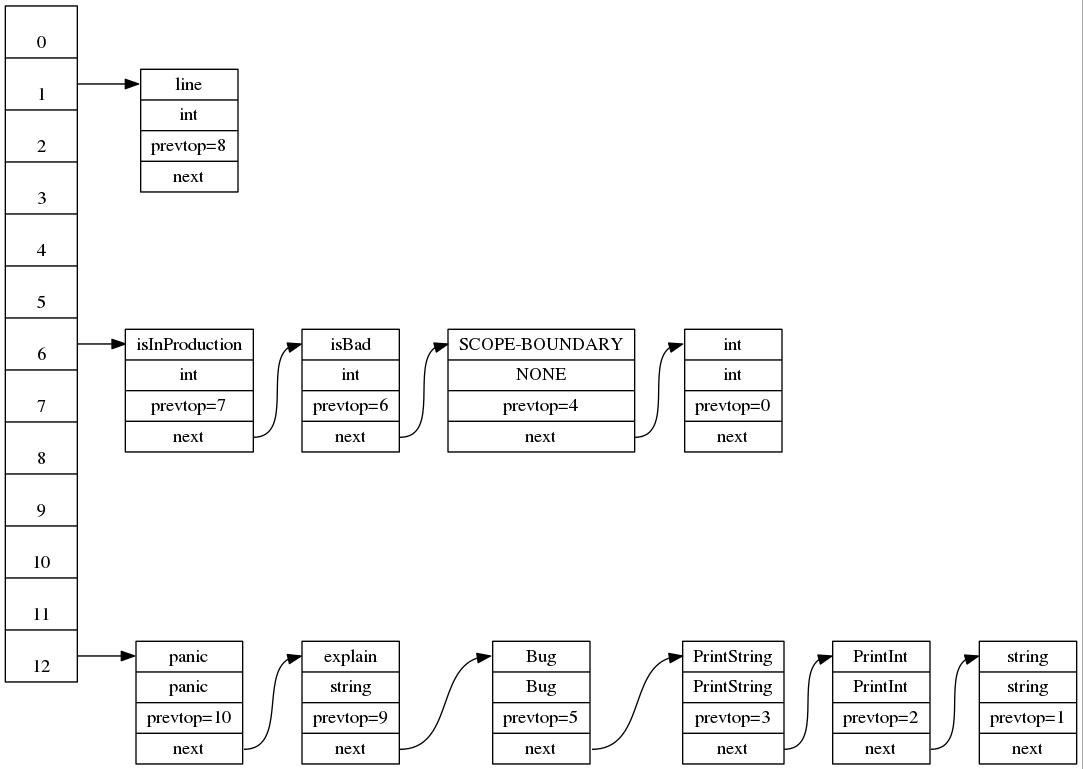 0
1
2
3
4
5
6
7
8
9
10
11
12
line
int
prevtop=8
next
isInProduction
int
prevtop=7
next
isBad
int
prevtop=6
next
SCOPE-BOUNDARY
NONE
prevtop=4
next
int
int
prevtop=0
next
panic
panic
prevtop=10
next
explain
string
prevtop=9
next
Bug
Bug
prevtop=5
next
PrintString
PrintString
prevtop=3
next
PrintInt
PrintInt
prevtop=2
next
string
string
prevtop=1
next